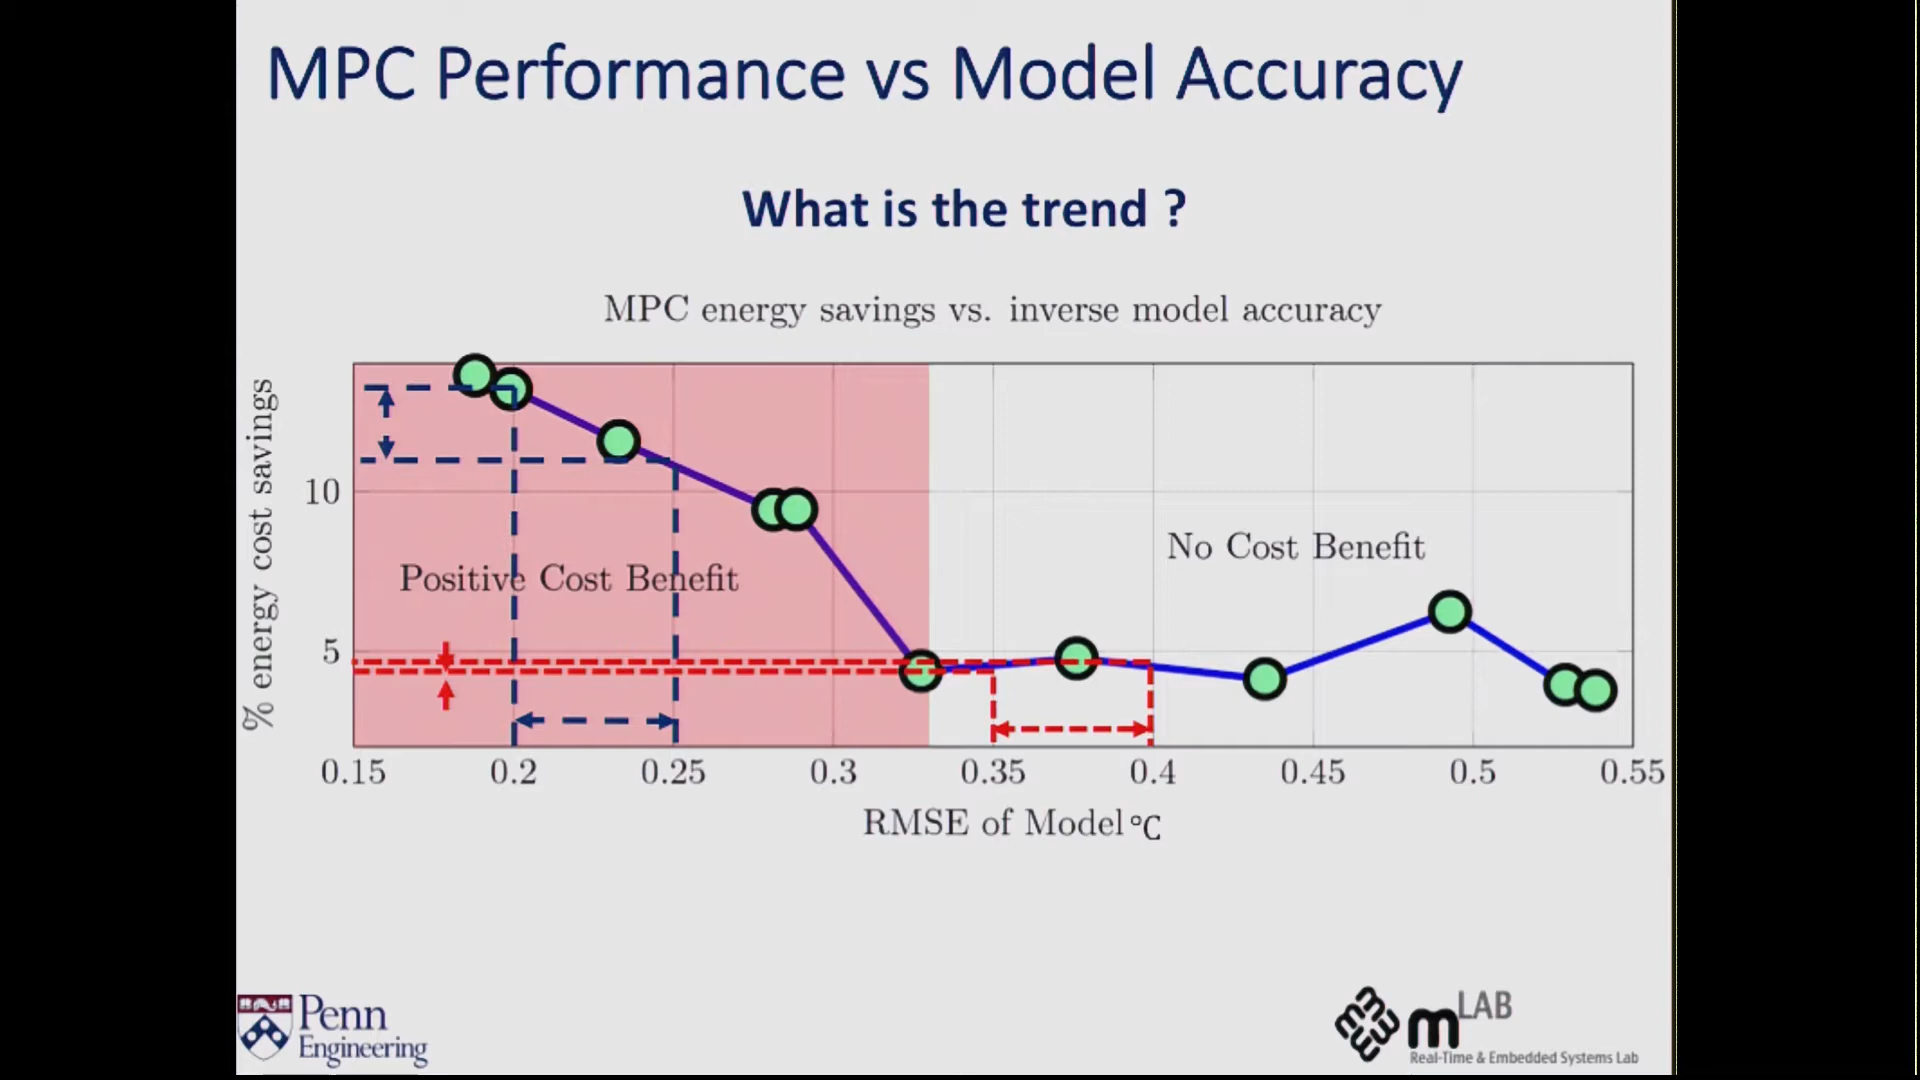 MPC Performance vs Model Accuracy
What is the trend ?
MPC energy savings vs. inverse model accuracy
% energy cost savings
10
5
Positive Cost Benefit
No Cost Benefit
0.15 0.2 0.25 0.3 0.35 0.4 0.45 0.5 0.55
RMSE of Model °C
Penn
Engineering
mLAB
Real-Time & Embedded Systems Lab